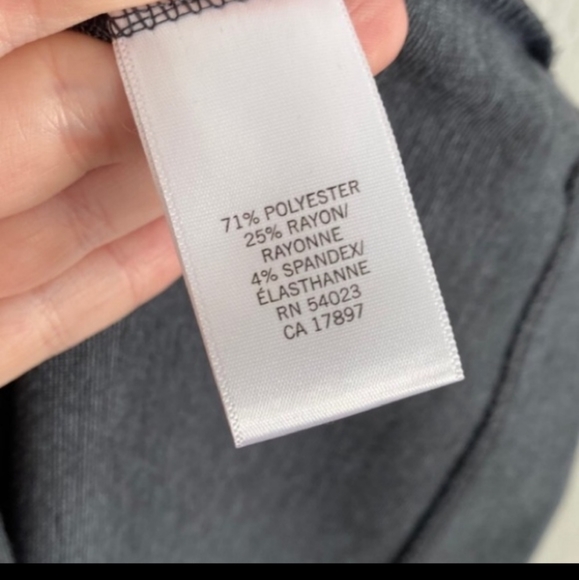 71% POLYESTER
25% RAYON/
RAYONNE
4% SPANDEX/
ÉLASTHANNE
RN 54023
CA 17897